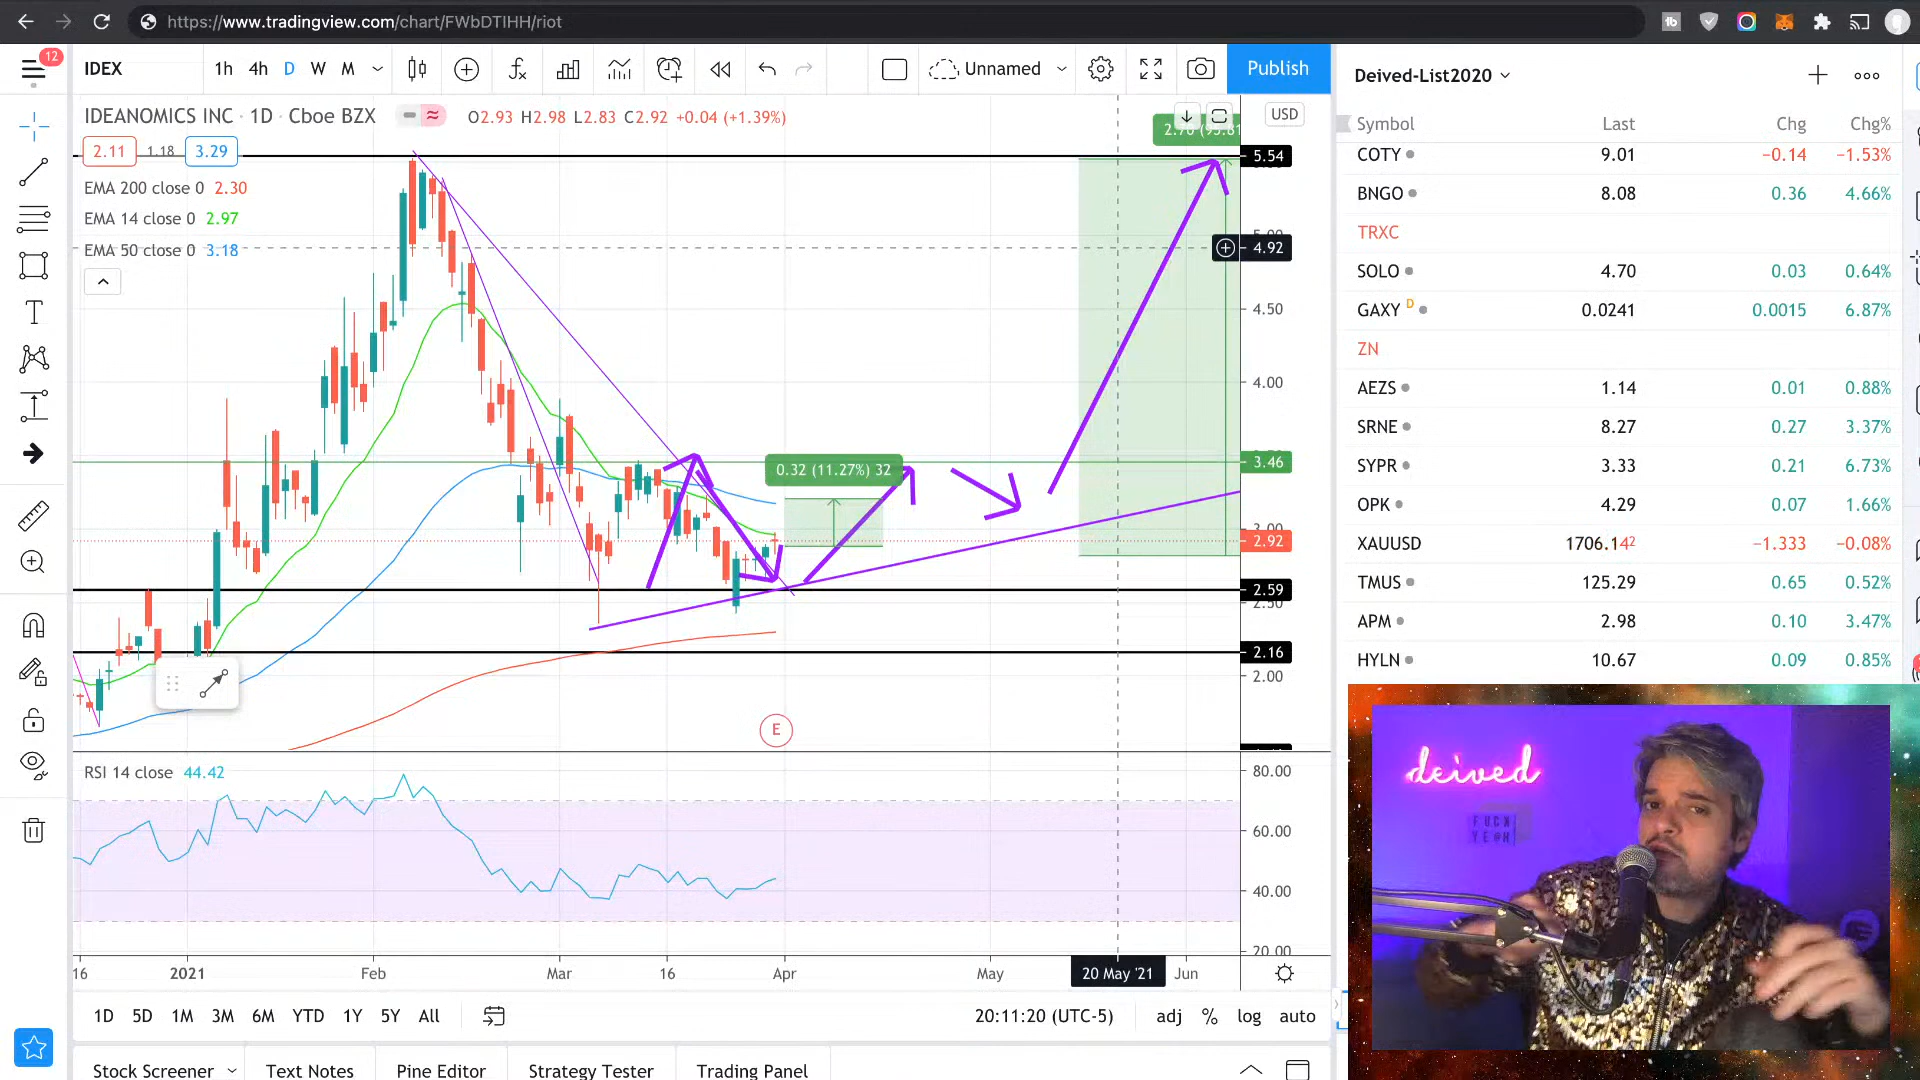 https://www.tradingview.com/chart/FWbDTIHH/riot
12
IDEX
1h 4h D W M
Unnamed
Publish
IDEANOMICS INC · 1D · Cboe BZX
O2.93 H2.98 L2.83 C2.92 +0.04 (+1.39%)
2.11 1.18 3.29
EMA 200 close 0 2.30
EMA 14 close 0 2.97
EMA 50 close 0 3.18
USD
5.54
5.00
4.92
4.50
4.00
3.46
3.00
2.92
2.59
2.50
2.16
2.00
0.32 (11.27%) 32
E
RSI 14 close 44.42
80.00
60.00
40.00
20.00
16 2021 Feb Mar 16 Apr May 20 May '21 Jun
1D 5D 1M 3M 6M YTD 1Y 5Y All
20:11:20 (UTC-5) adj % log auto
Stock Screener Text Notes Pine Editor Strategy Tester Trading Panel
Deived-List2020
Symbol Last Chg Chg%
COTY 9.01 −0.14 −1.53%
BNGO 8.08 0.36 4.66%
TRXC
SOLO 4.70 0.03 0.64%
GAXY D 0.0241 0.0015 6.87%
ZN
AEZS 1.14 0.01 0.88%
SRNE 8.27 0.27 3.37%
SYPR 3.33 0.21 6.73%
OPK 4.29 0.07 1.66%
XAUUSD 1706.142 −1.333 −0.08%
TMUS 125.29 0.65 0.52%
APM 2.98 0.10 3.47%
HYLN 10.67 0.09 0.85%
deived
FUCK
YE@H